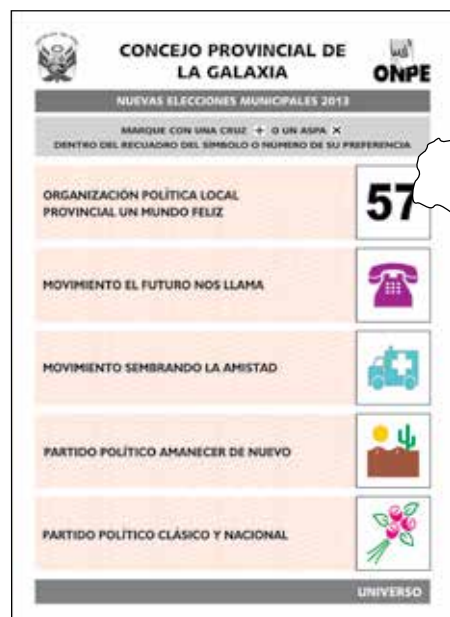 CONCEJO PROVINCIAL DE
LA GALAXIA
ONPE
NUEVAS ELECCIONES MUNICIPALES 2013
MARQUE CON UNA CRUZ + O UN ASPA X
DENTRO DEL RECUADRO DEL SÍMBOLO O NÚMERO DE SU PREFERENCIA
ORGANIZACIÓN POLÍTICA LOCAL
PROVINCIAL UN MUNDO FELIZ
57
MOVIMIENTO EL FUTURO NOS LLAMA
MOVIMIENTO SEMBRANDO LA AMISTAD
PARTIDO POLÍTICO AMANECER DE NUEVO
PARTIDO POLÍTICO CLÁSICO Y NACIONAL
UNIVERSO